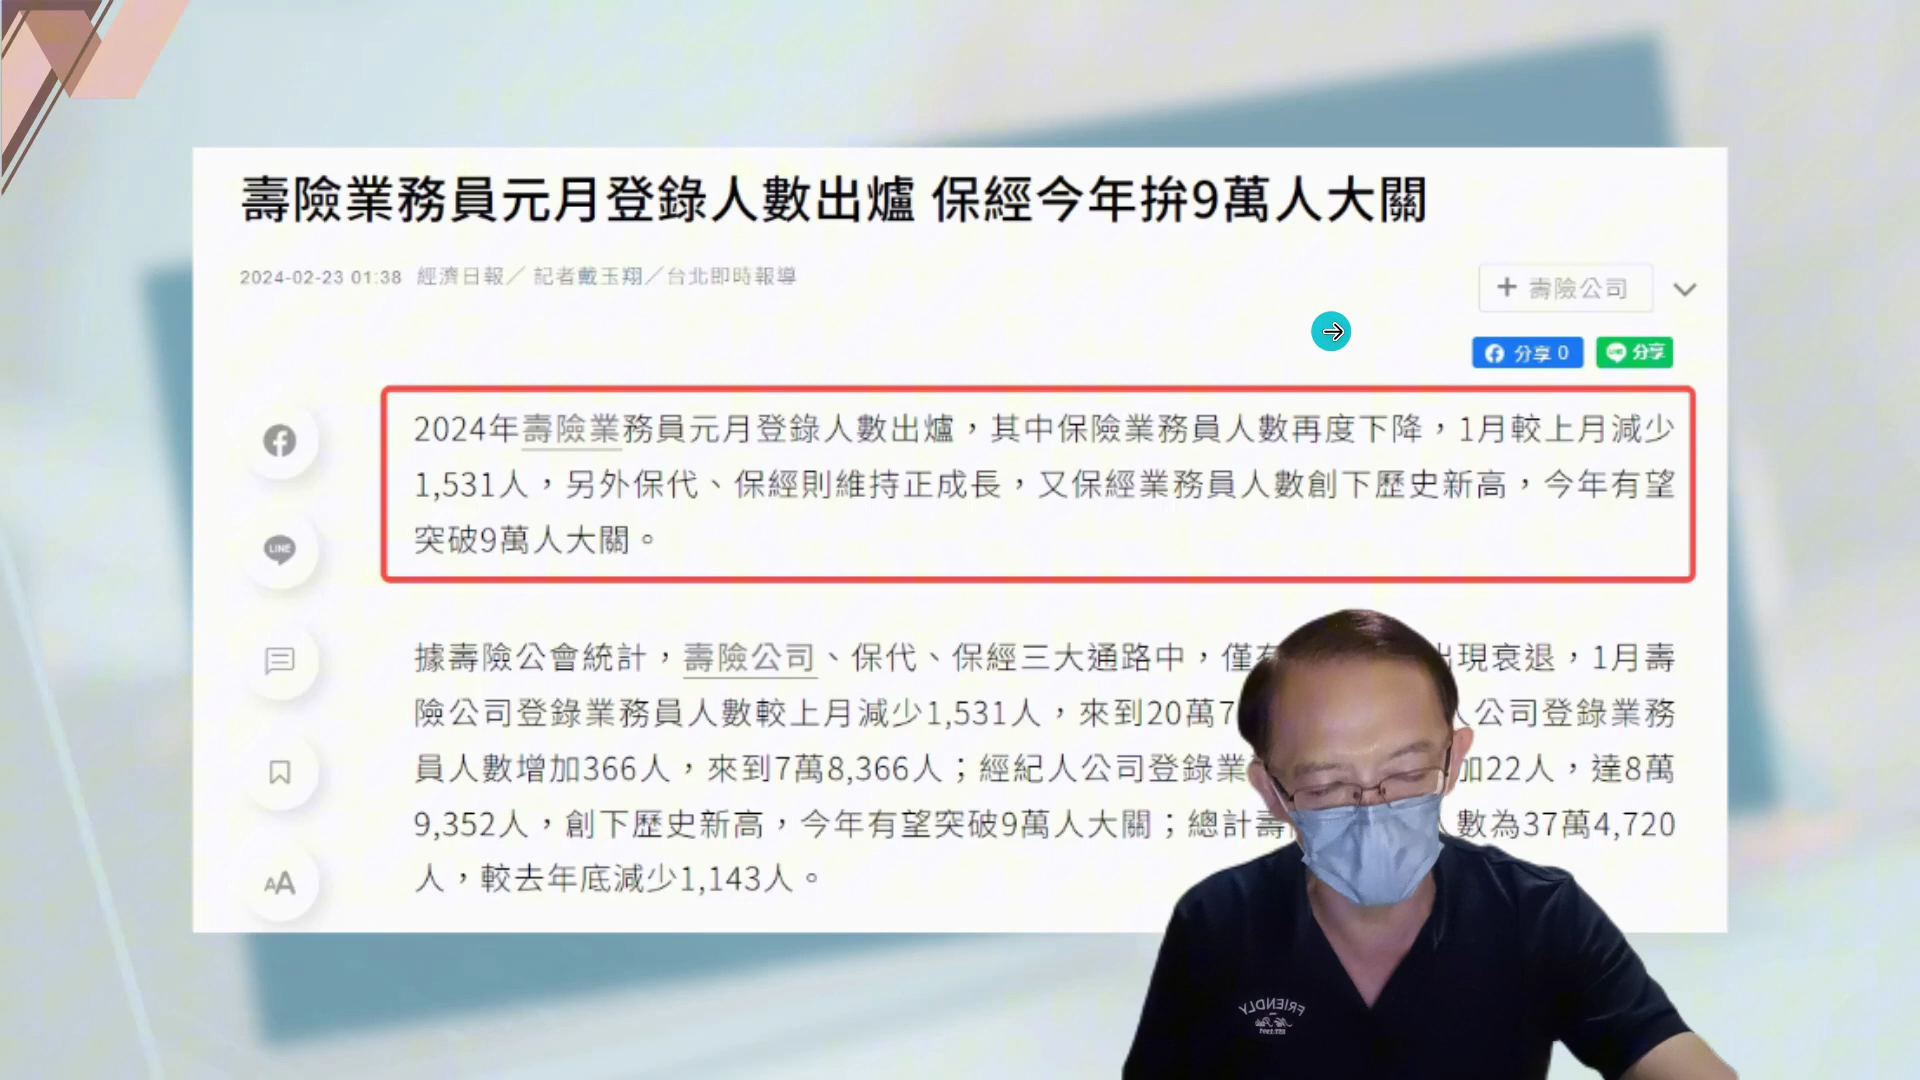 壽險業務員元月登錄人數出爐 保經今年拚9萬人大關
2024-02-23 01:38 經濟日報／ 記者戴玉翔／台北即時報導
+ 壽險公司
分享 0
分享
2024年壽險業務員元月登錄人數出爐，其中保險業務員人數再度下降，1月較上月減少
1,531人，另外保代、保經則維持正成長，又保經業務員人數創下歷史新高，今年有望
突破9萬人大關。
LINE
據壽險公會統計，壽險公司、保代、保經三大通路中，僅 現衰退，1月壽
險公司登錄業務員人數較上月減少1,531人，來到20萬7 公司登錄業務
員人數增加366人，來到7萬8,366人；經紀人公司登錄業 加22人，達8萬
9,352人，創下歷史新高，今年有望突破9萬人大關；總計壽 數為37萬4,720
人，較去年底減少1,143人。
AA
FRIENDLY